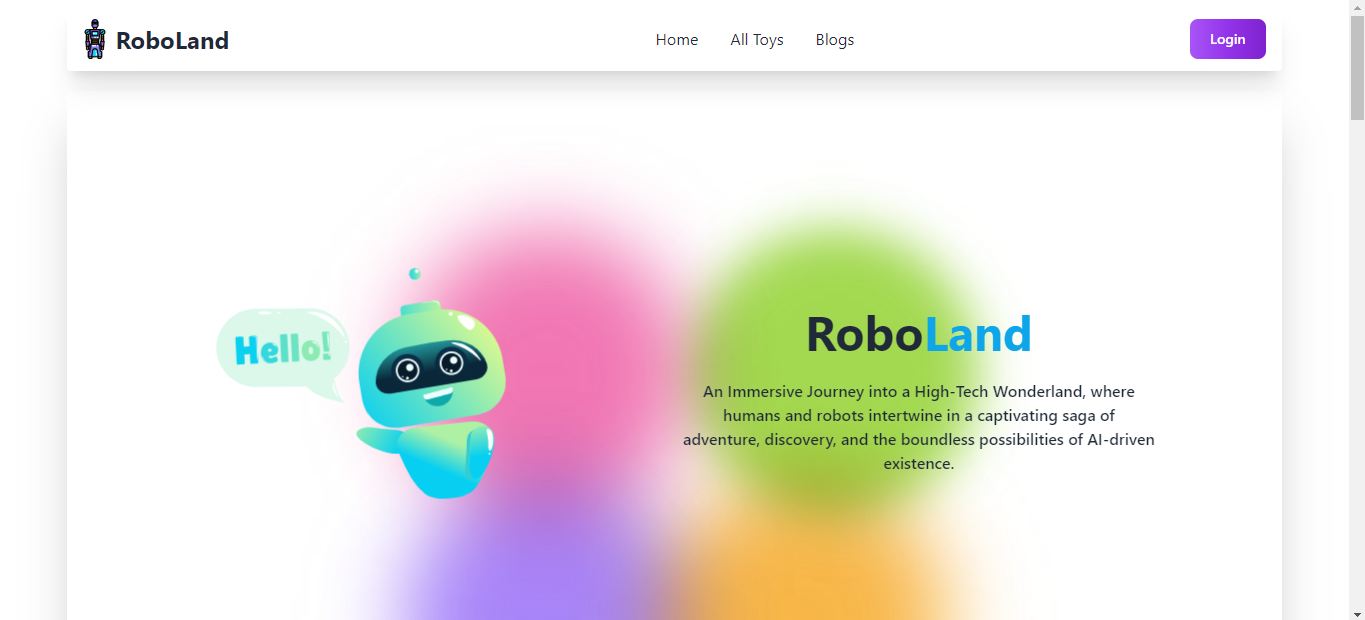 RoboLand
Home
All Toys
Blogs
Login
Hello!
RoboLand
An Immersive Journey into a High-Tech Wonderland, where
humans and robots intertwine in a captivating saga of
adventure, discovery, and the boundless possibilities of AI-driven
existence.